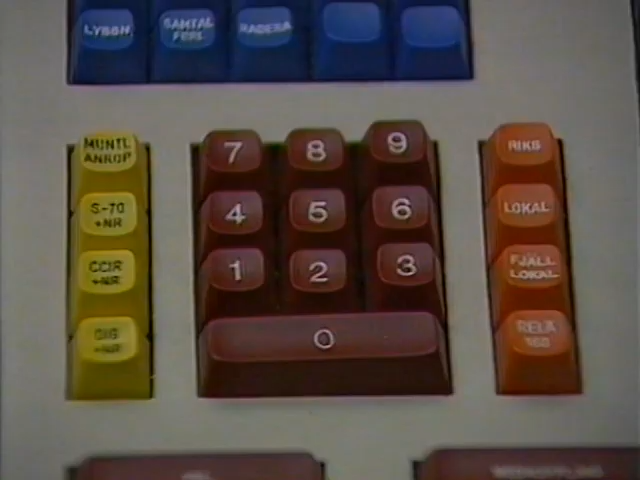 LYSSN
SAMTAL
FÖRE
RADERA
MUNTL
ANROP
7 8 9
RIKS
S-70
+NR
4 5 6
LOKAL
CCIR
+NR
1 2 3
FJÄLL
LOKAL
DIG
+NR
0
RELÄ
160